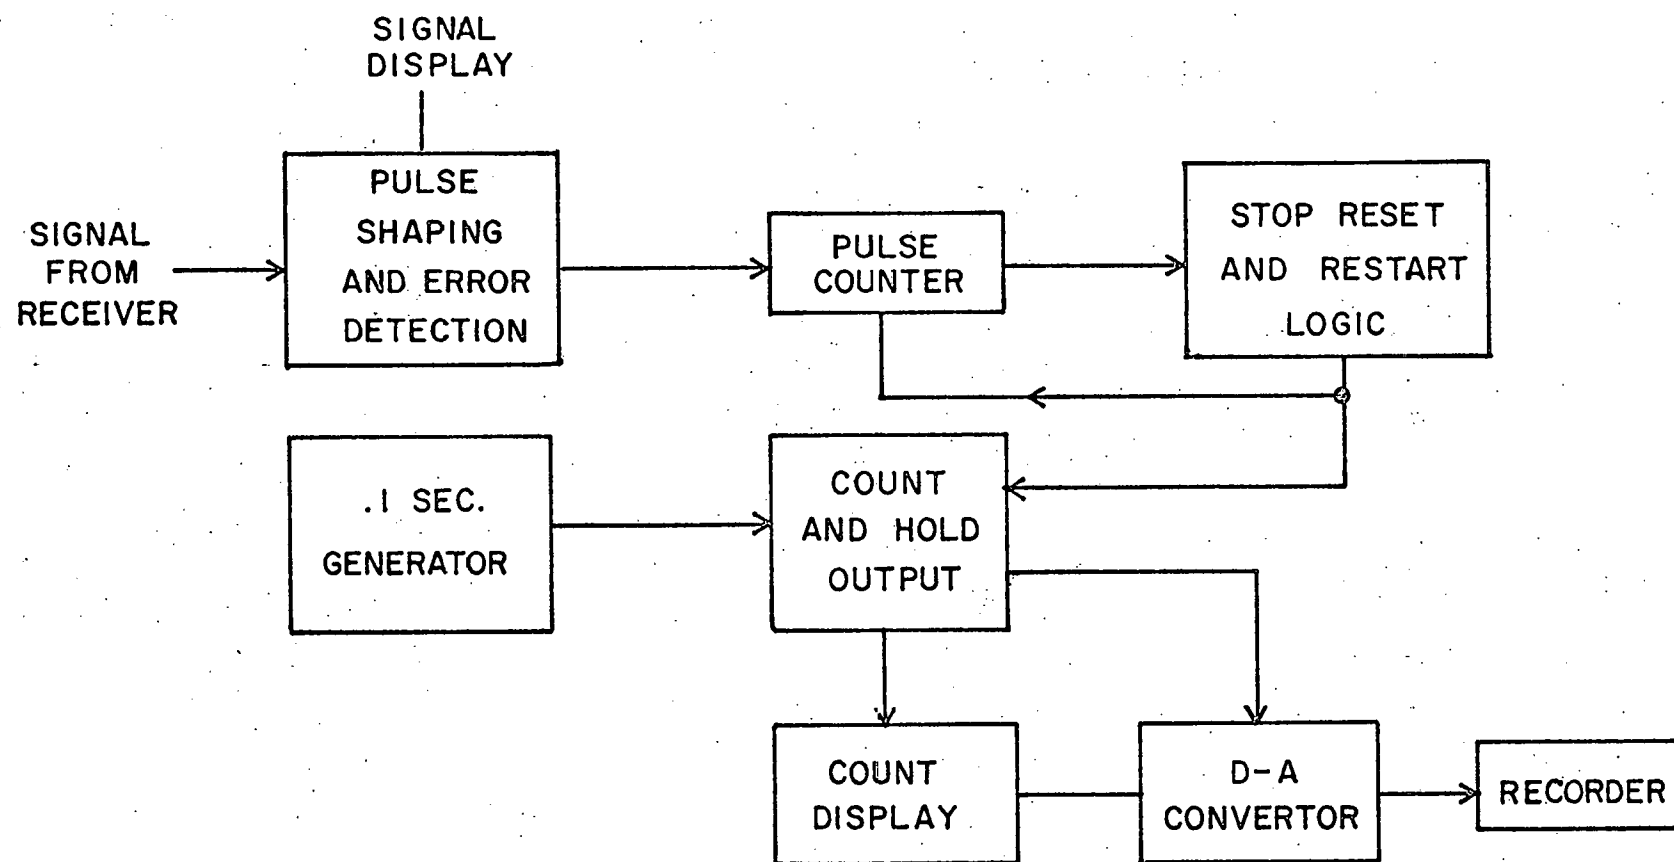 SIGNAL
DISPLAY
SIGNAL
FROM
RECEIVER
PULSE
SHAPING
AND ERROR
DETECTION
PULSE
COUNTER
STOP RESET
AND RESTART
LOGIC
.1 SEC.
GENERATOR
COUNT
AND HOLD
OUTPUT
COUNT
DISPLAY
D-A
CONVERTOR
RECORDER